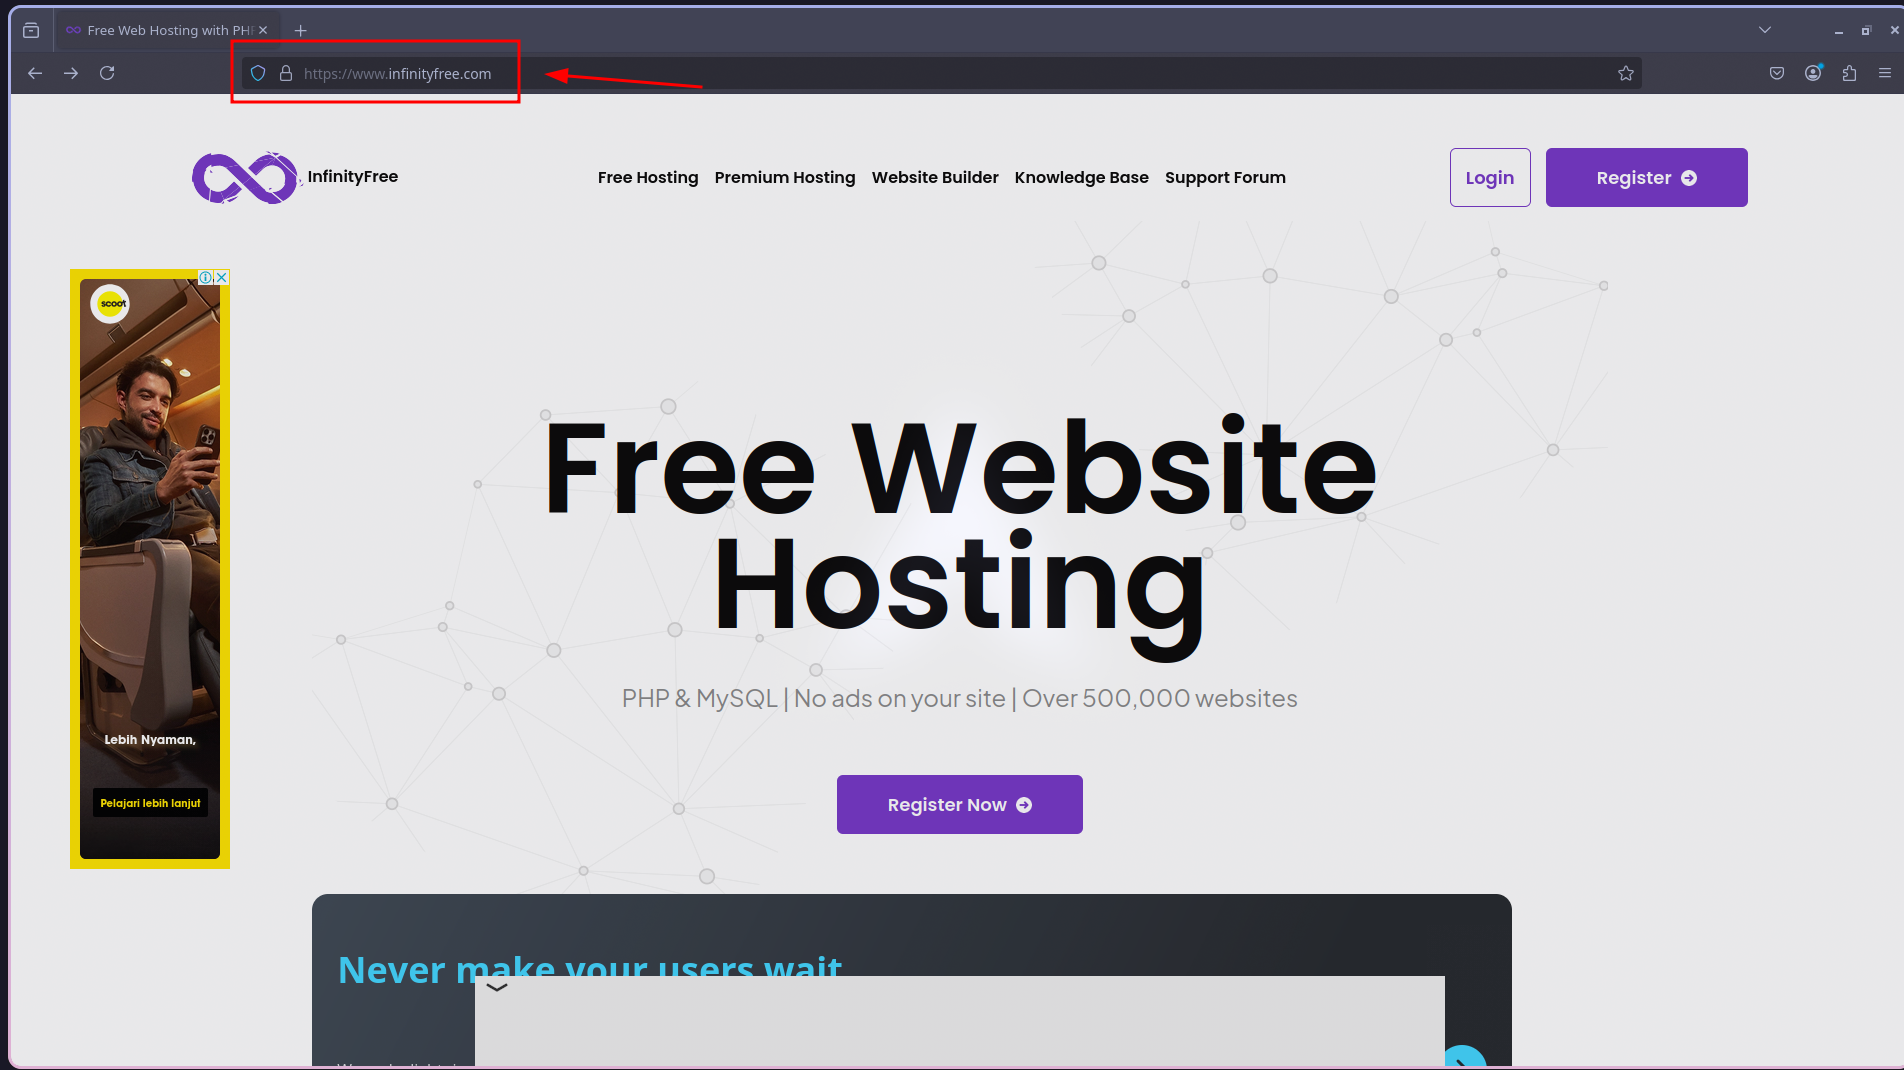 Free Web Hosting with PH
https://www.infinityfree.com
InfinityFree
Free Hosting
Premium Hosting
Website Builder
Knowledge Base
Support Forum
Login
Register
scoot
Lebih Nyaman,
Pelajari lebih lanjut
Free Website
Hosting
PHP & MySQL | No ads on your site | Over 500,000 websites
Register Now
Never make your users wait